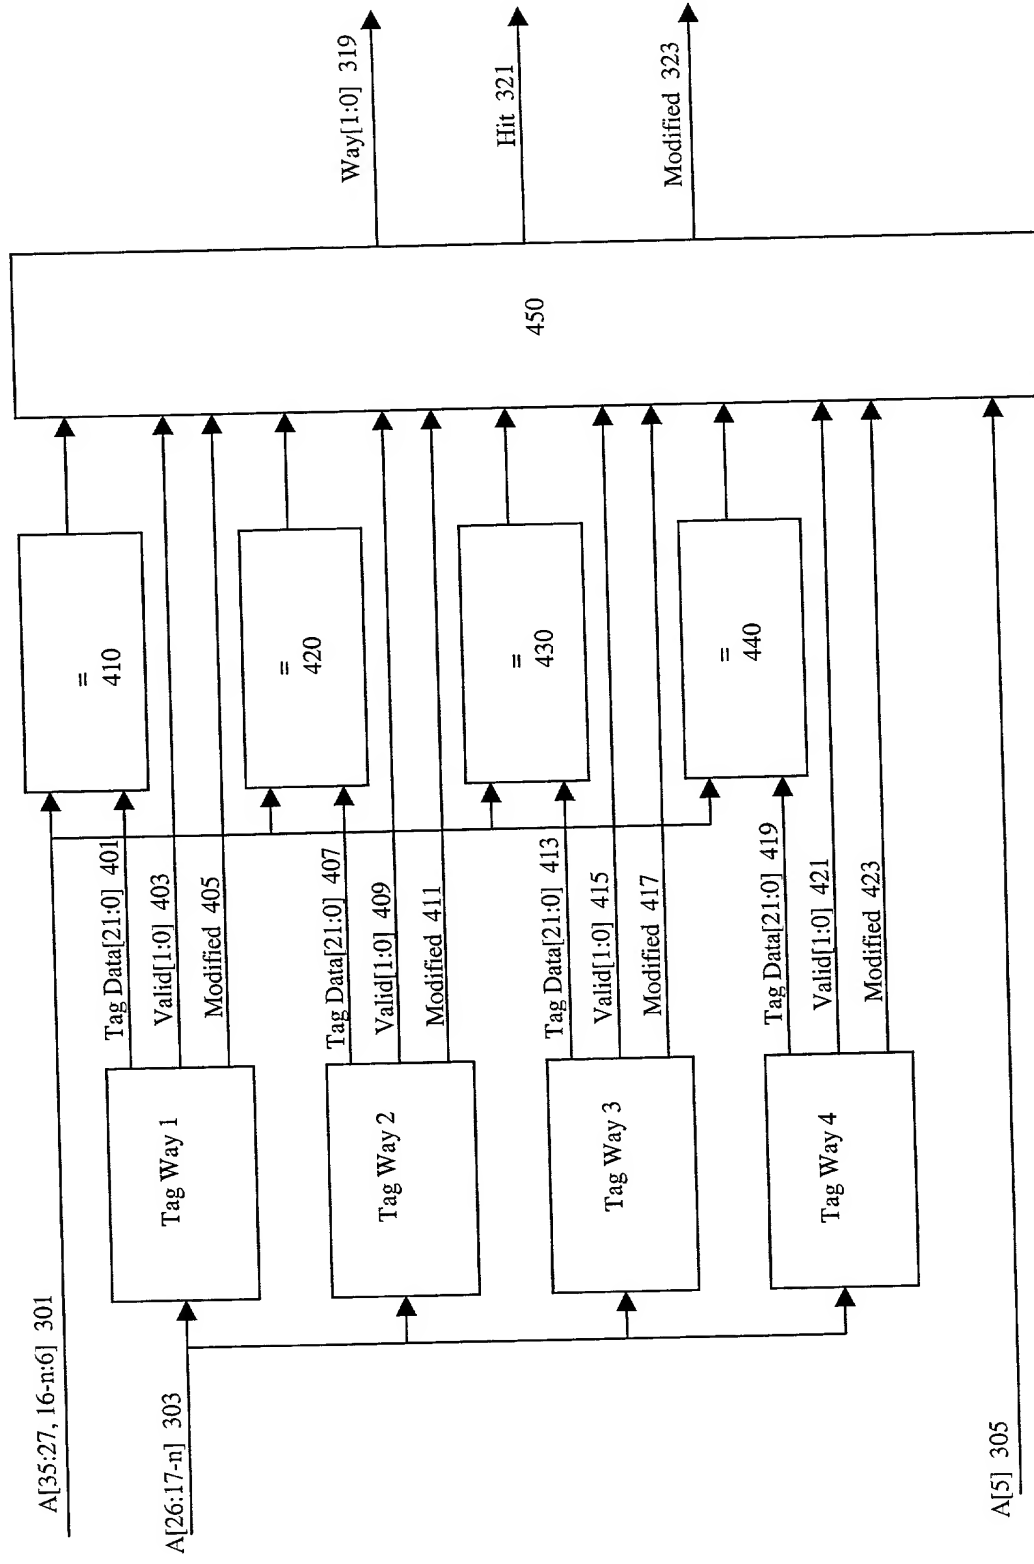 A[35:27, 16-n:6] 301
A[26:17-n] 303
A[5] 305
Tag Way 1
Tag Way 2
Tag Way 3
Tag Way 4
Tag Data[21:0] 401
Valid[1:0] 403
Modified 405
Tag Data[21:0] 407
Valid[1:0] 409
Modified 411
Tag Data[21:0] 413
Valid[1:0] 415
Modified 417
Tag Data[21:0] 419
Valid[1:0] 421
Modified 423
=
410
=
420
=
430
=
440
450
Way[1:0] 319
Hit 321
Modified 323